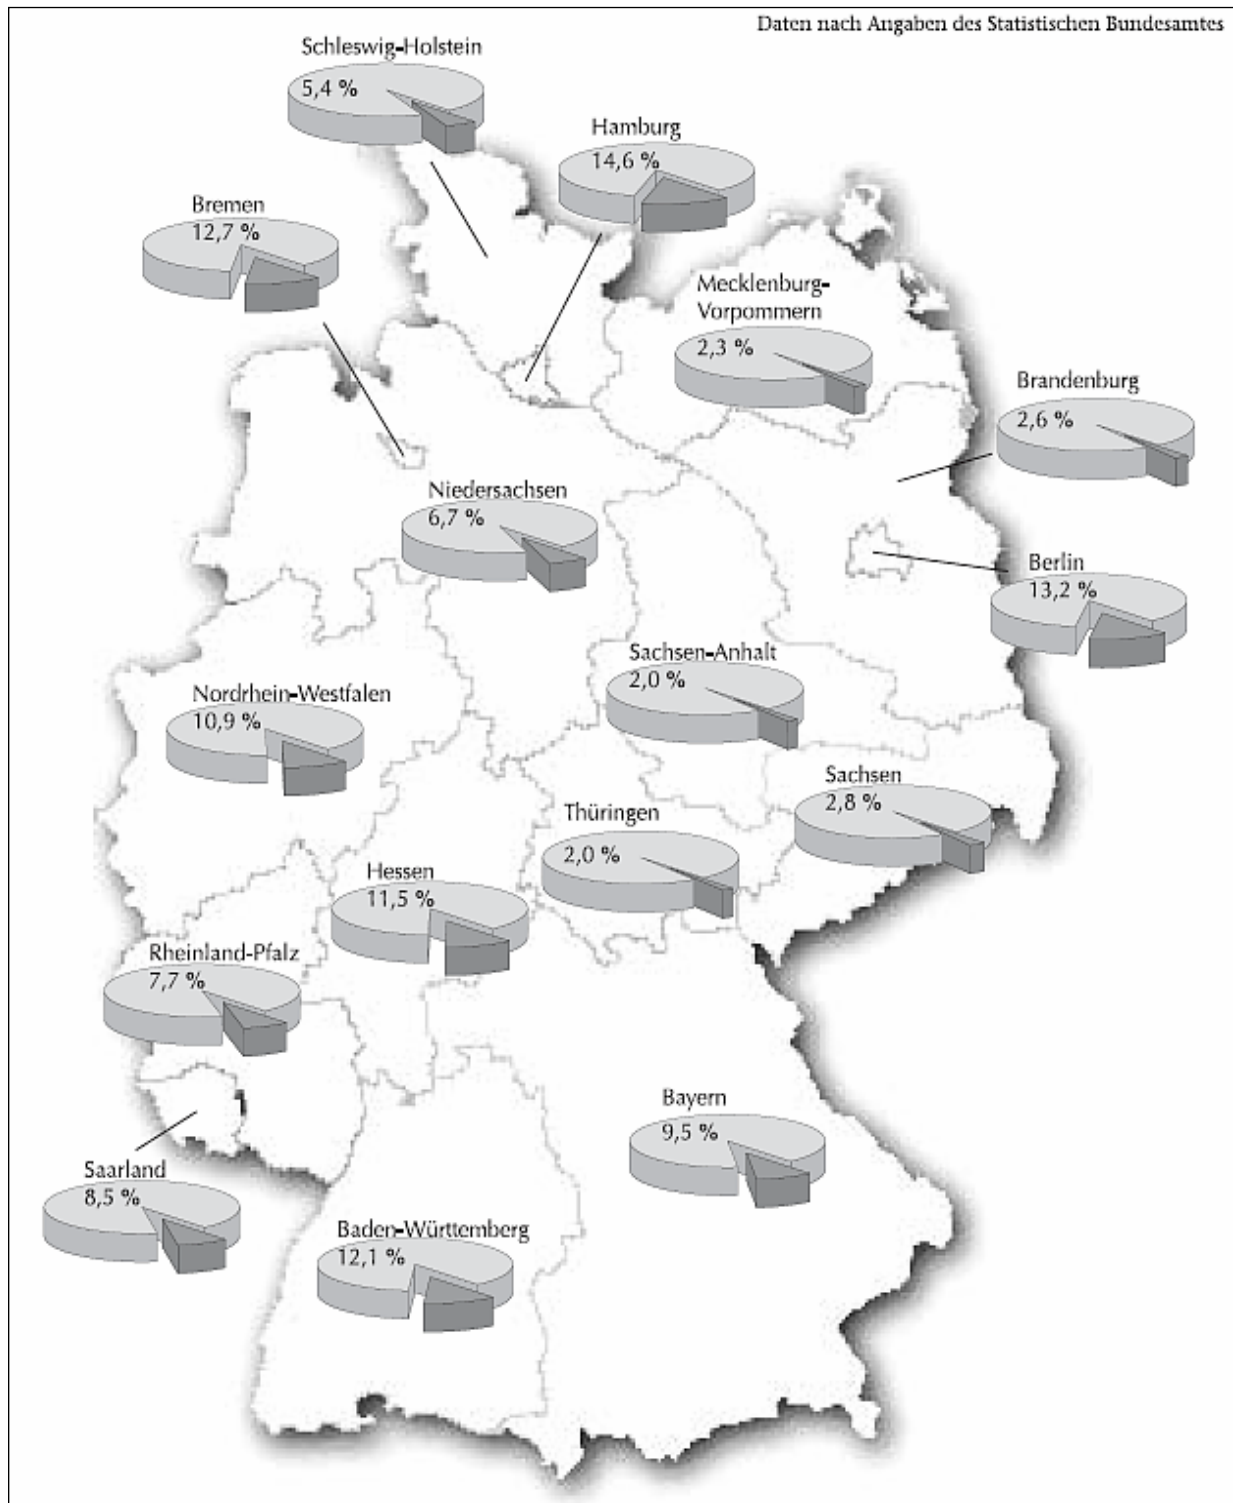 Daten nach Angaben des Statistischen Bundesamtes
Schleswig-Holstein
5,4 %
Hamburg
14,6 %
Bremen
12,7 %
Mecklenburg-
Vorpommern
2,3 %
Brandenburg
2,6 %
Niedersachsen
6,7 %
Berlin
13,2 %
Sachsen-Anhalt
2,0 %
Nordrhein-Westfalen
10,9 %
Sachsen
2,8 %
Thüringen
2,0 %
Hessen
11,5 %
Rheinland-Pfalz
7,7 %
Bayern
9,5 %
Saarland
8,5 %
Baden-Württemberg
12,1 %